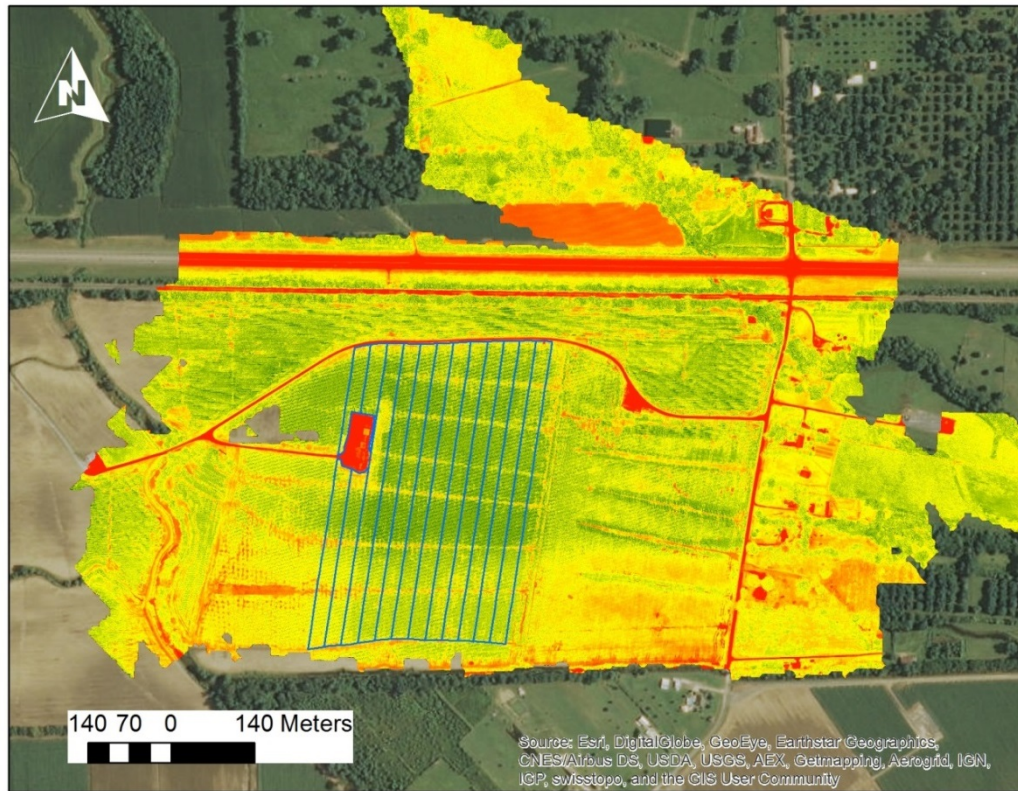 N
140 70 0 140 Meters
Source: Esri, DigitalGlobe, GeoEye, Earthstar Geographics,
CNES/Airbus DS, USDA, USGS, AEX, Getmapping, Aerogrid, IGN,
IGP, swisstopo, and the GIS User Community